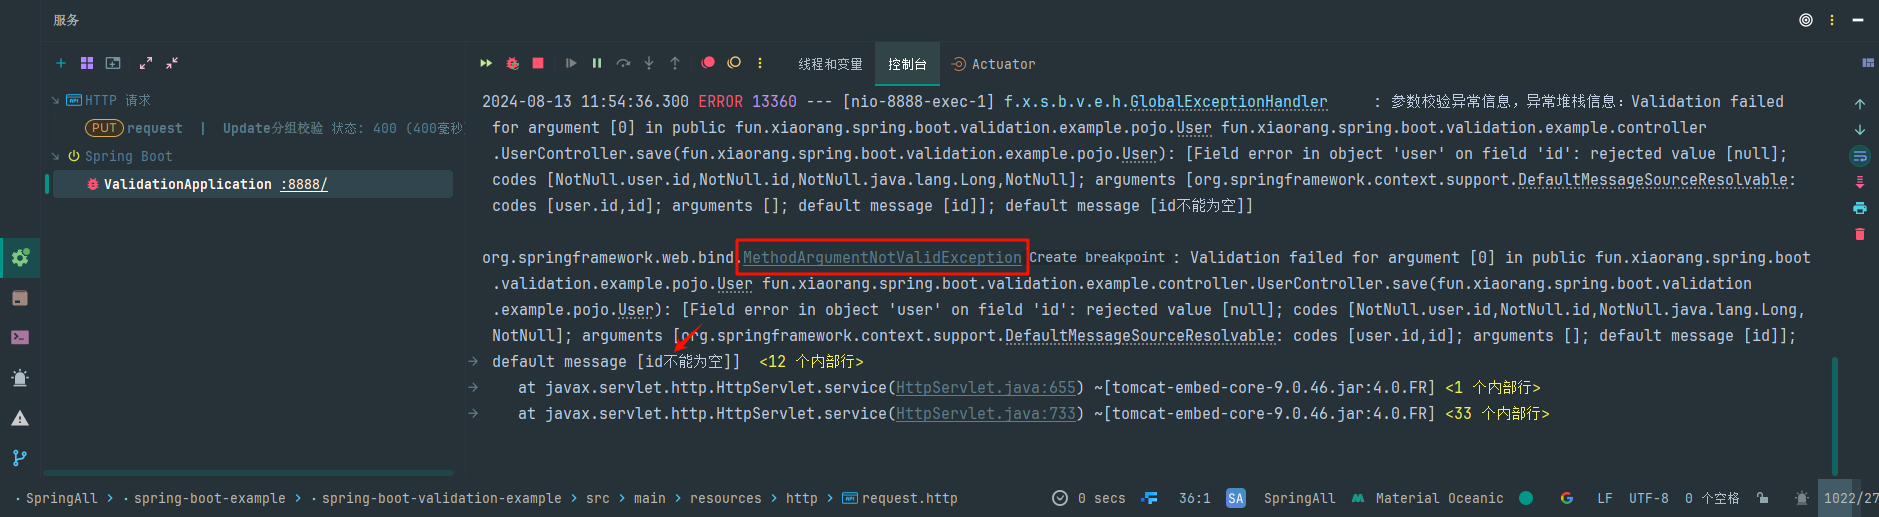 服务
线程和变量 控制台 Actuator
HTTP 请求
PUT request | Update分组校验 状态: 400 (400毫秒)
Spring Boot
ValidationApplication :8888/
2024-08-13 11:54:36.300 ERROR 13360 --- [nio-8888-exec-1] f.x.s.b.v.e.h.GlobalExceptionHandler : 参数校验异常信息，异常堆栈信息：Validation failed
for argument [0] in public fun.xiaorang.spring.boot.validation.example.pojo.User fun.xiaorang.spring.boot.validation.example.controller
.UserController.save(fun.xiaorang.spring.boot.validation.example.pojo.User): [Field error in object 'user' on field 'id': rejected value [null];
codes [NotNull.user.id,NotNull.id,NotNull.java.lang.Long,NotNull]; arguments [org.springframework.context.support.DefaultMessageSourceResolvable:
codes [user.id,id]; arguments []; default message [id]]; default message [id不能为空]]
org.springframework.web.bind.MethodArgumentNotValidException Create breakpoint : Validation failed for argument [0] in public fun.xiaorang.spring.boot
.validation.example.pojo.User fun.xiaorang.spring.boot.validation.example.controller.UserController.save(fun.xiaorang.spring.boot.validation
.example.pojo.User): [Field error in object 'user' on field 'id': rejected value [null]; codes [NotNull.user.id,NotNull.id,NotNull.java.lang.Long,
NotNull]; arguments [org.springframework.context.support.DefaultMessageSourceResolvable: codes [user.id,id]; arguments []; default message [id]];
default message [id不能为空]] <12 个内部行>
at javax.servlet.http.HttpServlet.service(HttpServlet.java:655) ~[tomcat-embed-core-9.0.46.jar:4.0.FR] <1 个内部行>
at javax.servlet.http.HttpServlet.service(HttpServlet.java:733) ~[tomcat-embed-core-9.0.46.jar:4.0.FR] <33 个内部行>
SpringAll > spring-boot-example > spring-boot-validation-example > src > main > resources > http > request.http 0 secs 36:1 SA SpringAll Material Oceanic LF UTF-8 0 个空格 1022/27